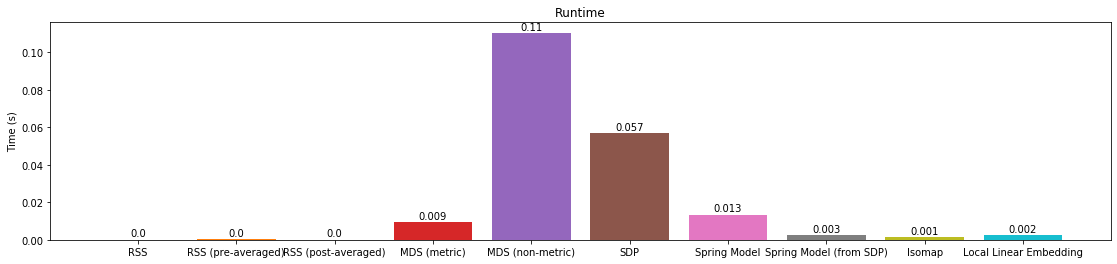 Runtime
Time (s)
0.10
0.08
0.06
0.04
0.02
0.00
0.0
0.0
0.0
0.009
0.11
0.057
0.013
0.003
0.001
0.002
RSS
RSS (pre-averaged)
RSS (post-averaged)
MDS (metric)
MDS (non-metric)
SDP
Spring Model
Spring Model (from SDP)
Isomap
Local Linear Embedding